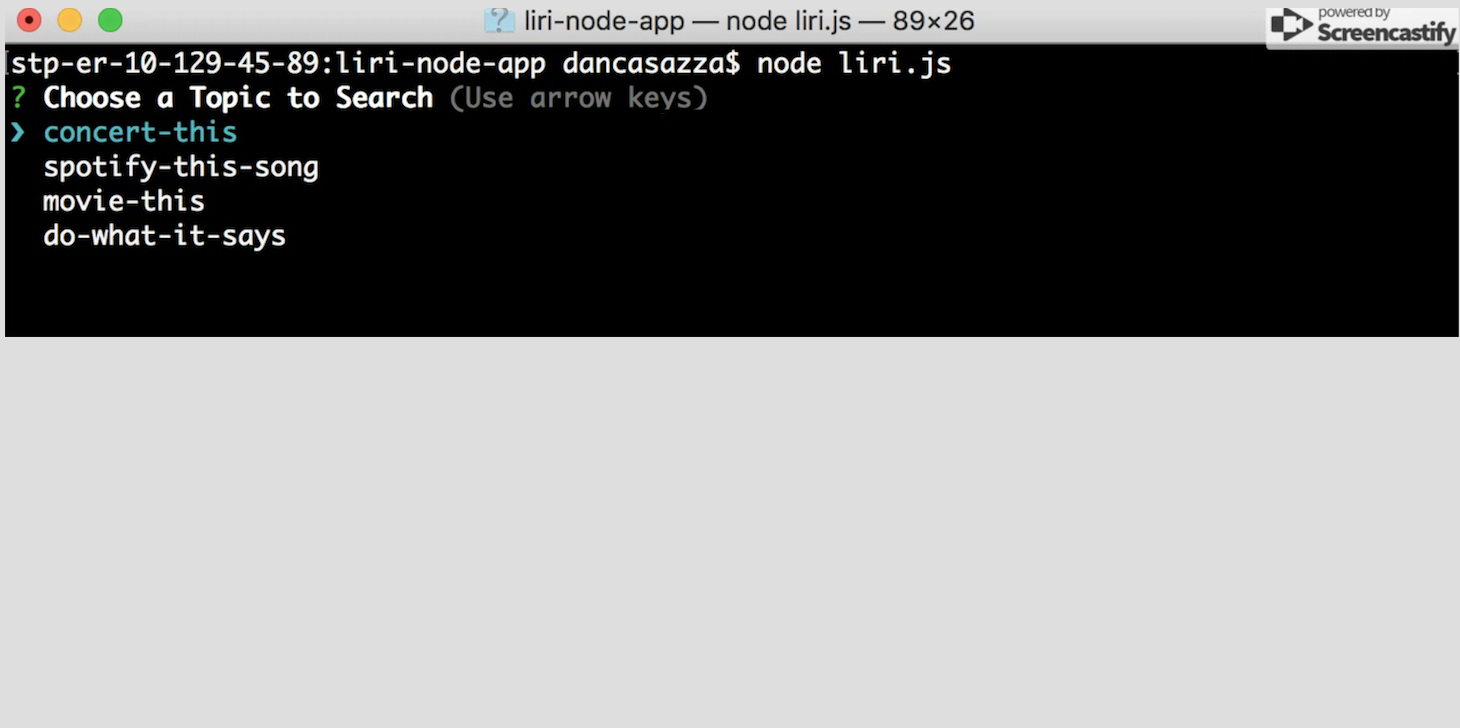 liri-node-app — node liri.js — 89×26
powered by
Screencastify
stp-er-10-129-45-89:liri-node-app dancasazza$ node liri.js
? Choose a Topic to Search (Use arrow keys)
❯ concert-this
spotify-this-song
movie-this
do-what-it-says